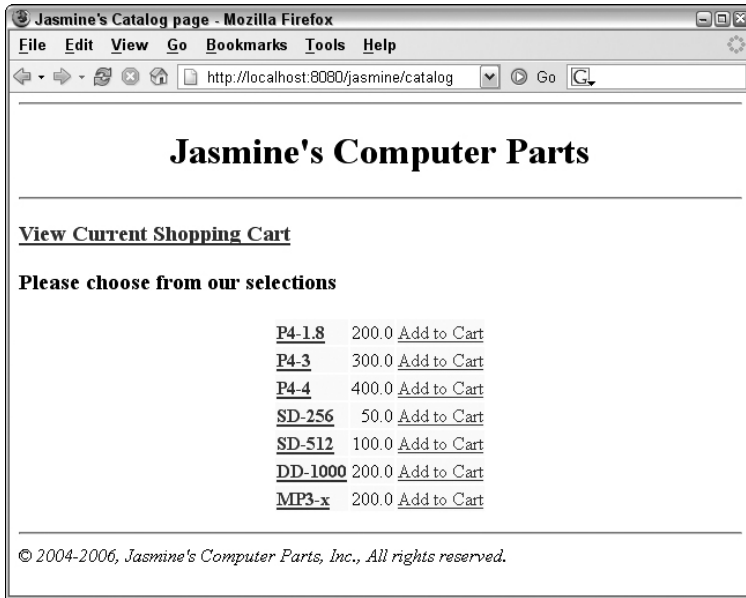 Jasmine's Catalog page - Mozilla Firefox
File Edit View Go Bookmarks Tools Help
http://localhost:8080/jasmine/catalog Go G
Jasmine's Computer Parts
View Current Shopping Cart
Please choose from our selections
P4-1.8 200.0 Add to Cart
P4-3 300.0 Add to Cart
P4-4 400.0 Add to Cart
SD-256 50.0 Add to Cart
SD-512 100.0 Add to Cart
DD-1000 200.0 Add to Cart
MP3-x 200.0 Add to Cart
© 2004-2006, Jasmine's Computer Parts, Inc., All rights reserved.